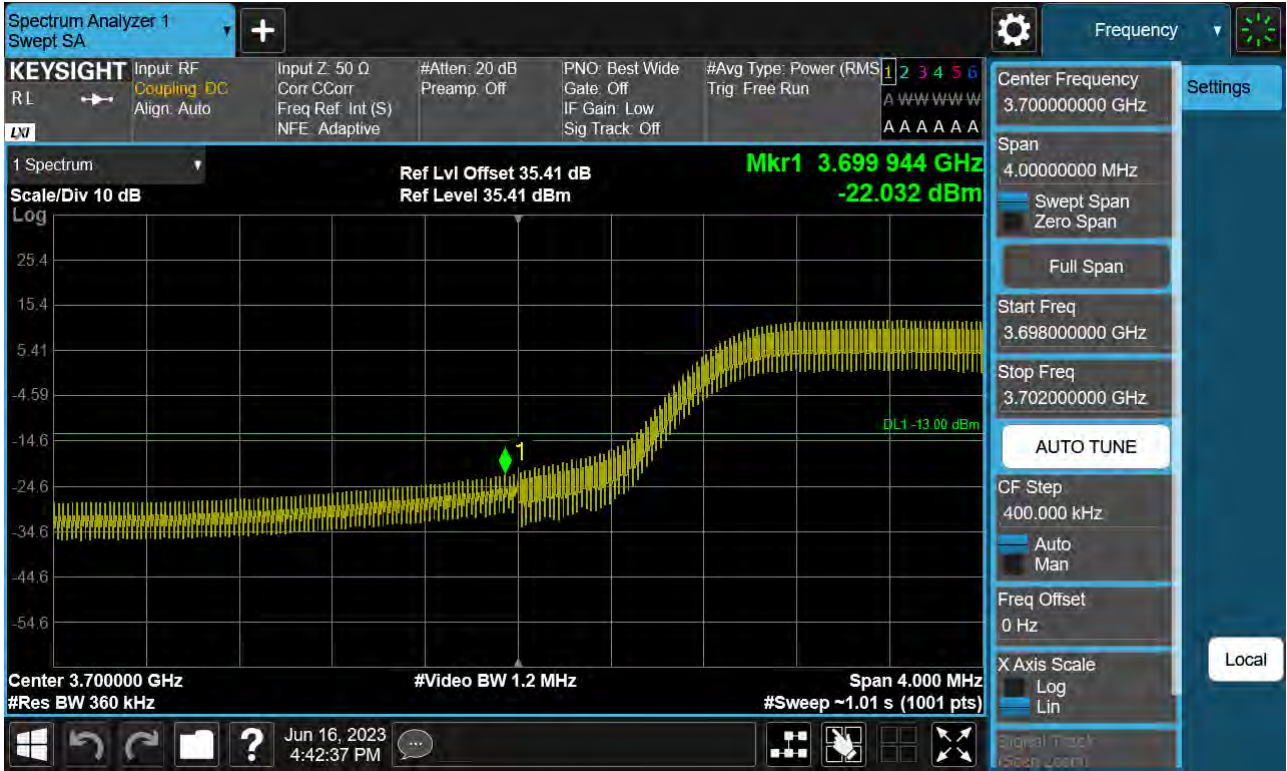 Spectrum Analyzer 1
Swept SA
+
Frequency
KEYSIGHT
RL
LXI
Input: RF
Coupling: DC
Align: Auto
Input Z: 50 Ω
Corr CCorr
Freq Ref: Int (S)
NFE: Adaptive
#Atten: 20 dB
Preamp: Off
PNO: Best Wide
Gate: Off
IF Gain: Low
Sig Track: Off
#Avg Type: Power (RMS
Trig: Free Run
1 2 3 4 5 6
A W W W W W
A A A A A A
1 Spectrum
Scale/Div 10 dB
Ref Lvl Offset 35.41 dB
Ref Level 35.41 dBm
Mkr1 3.699 944 GHz
-22.032 dBm
Log
25.4
15.4
5.41
-4.59
-14.6
-24.6
-34.6
-44.6
-54.6
DL1 -13.00 dBm
1
Center 3.700000 GHz
#Res BW 360 kHz
#Video BW 1.2 MHz
Span 4.000 MHz
#Sweep ~1.01 s (1001 pts)
Center Frequency
3.700000000 GHz
Settings
Span
4.00000000 MHz
Swept Span
Zero Span
Full Span
Start Freq
3.698000000 GHz
Stop Freq
3.702000000 GHz
AUTO TUNE
CF Step
400.000 kHz
Auto
Man
Freq Offset
0 Hz
X Axis Scale
Log
Lin
Signal Track
(Span Zoom)
Local
?
Jun 16, 2023
4:42:37 PM